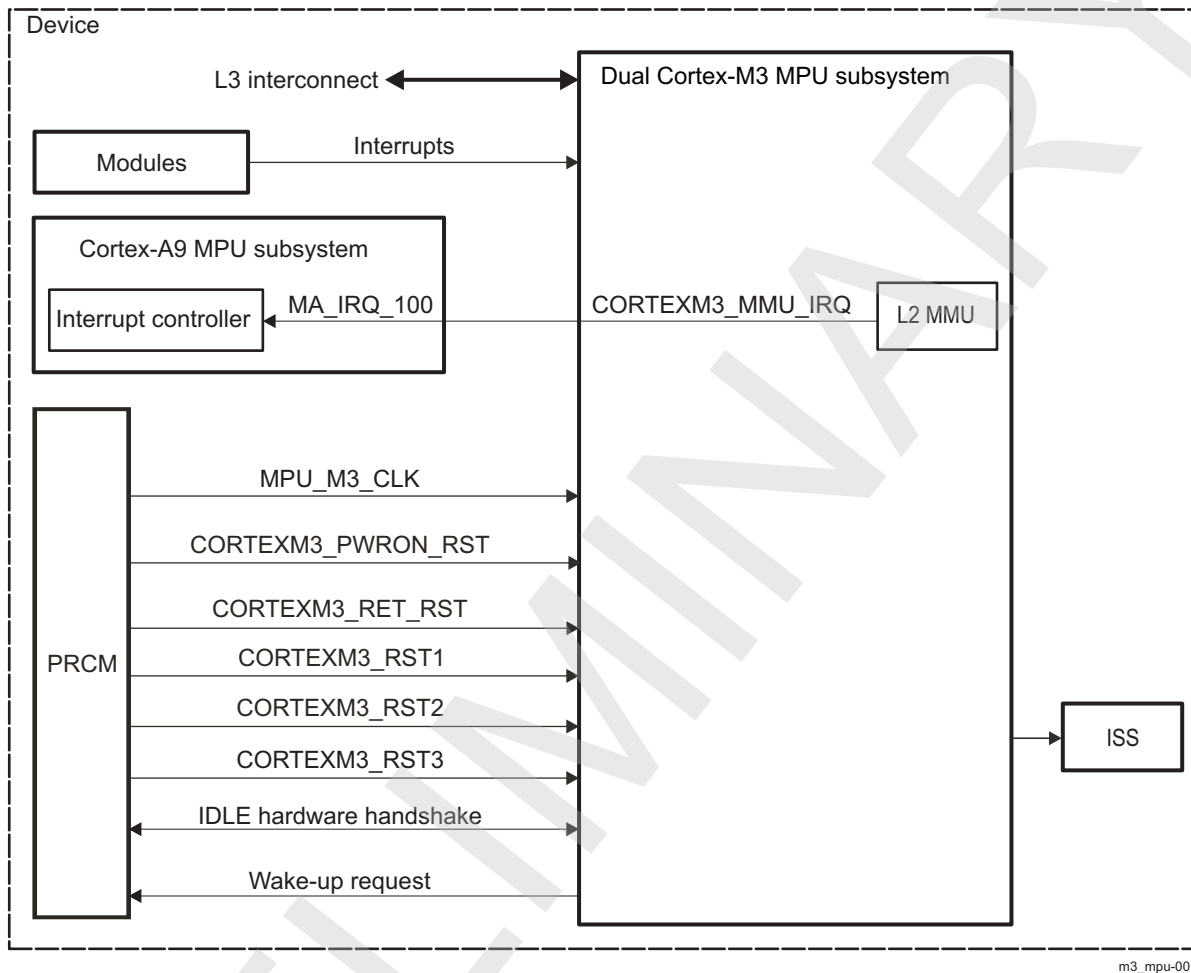 Device
L3 interconnect
Dual Cortex-M3 MPU subsystem
Modules
Interrupts
Cortex-A9 MPU subsystem
Interrupt controller
MA_IRQ_100
CORTEXM3_MMU_IRQ
L2 MMU
MPU_M3_CLK
CORTEXM3_PWRON_RST
CORTEXM3_RET_RST
PRCM
CORTEXM3_RST1
CORTEXM3_RST2
CORTEXM3_RST3
ISS
IDLE hardware handshake
Wake-up request
m3_mpu-00